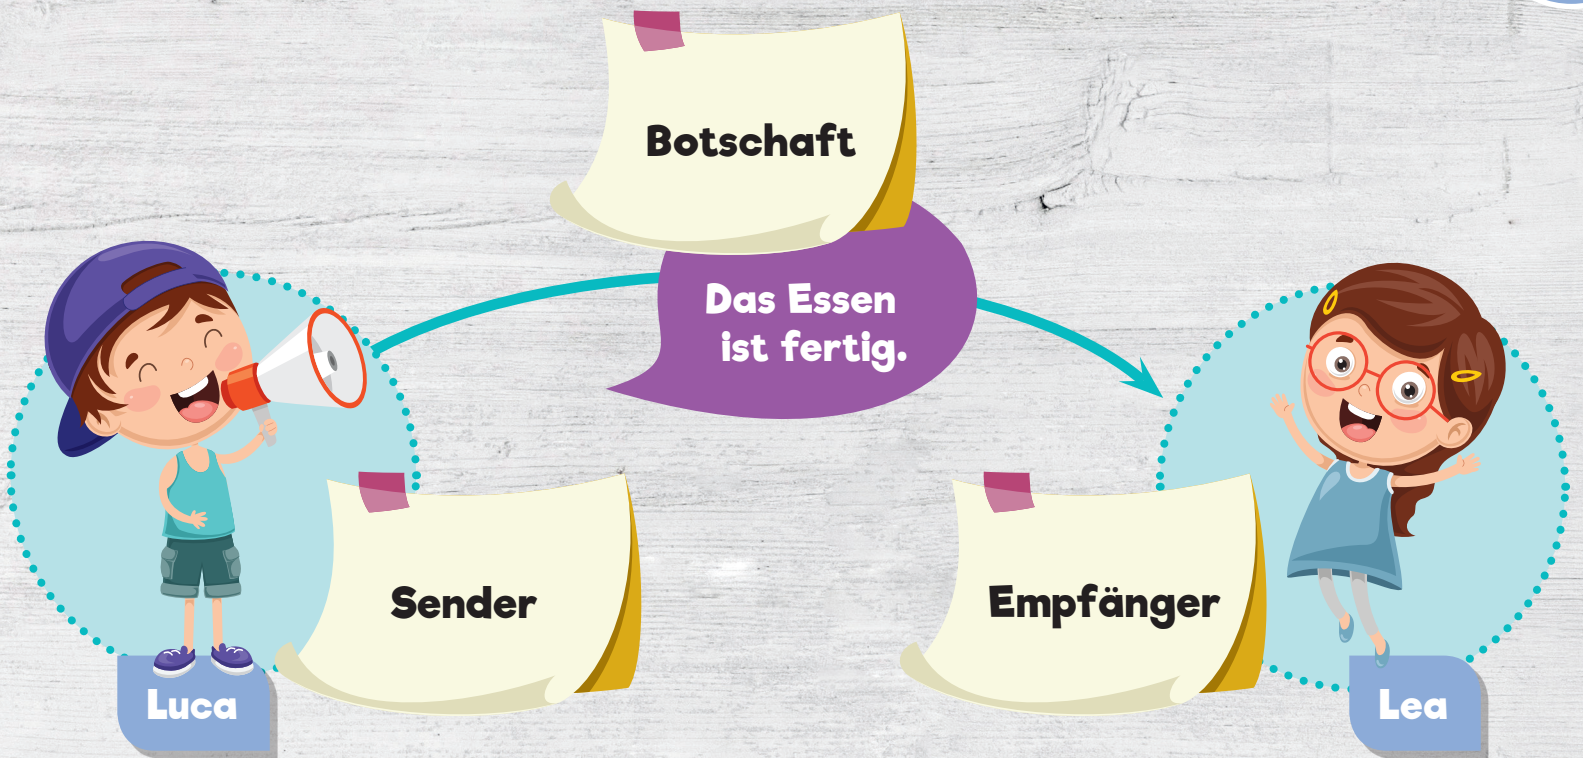 Botschaft
Das Essen
ist fertig.
Sender
Empfänger
Luca
Lea